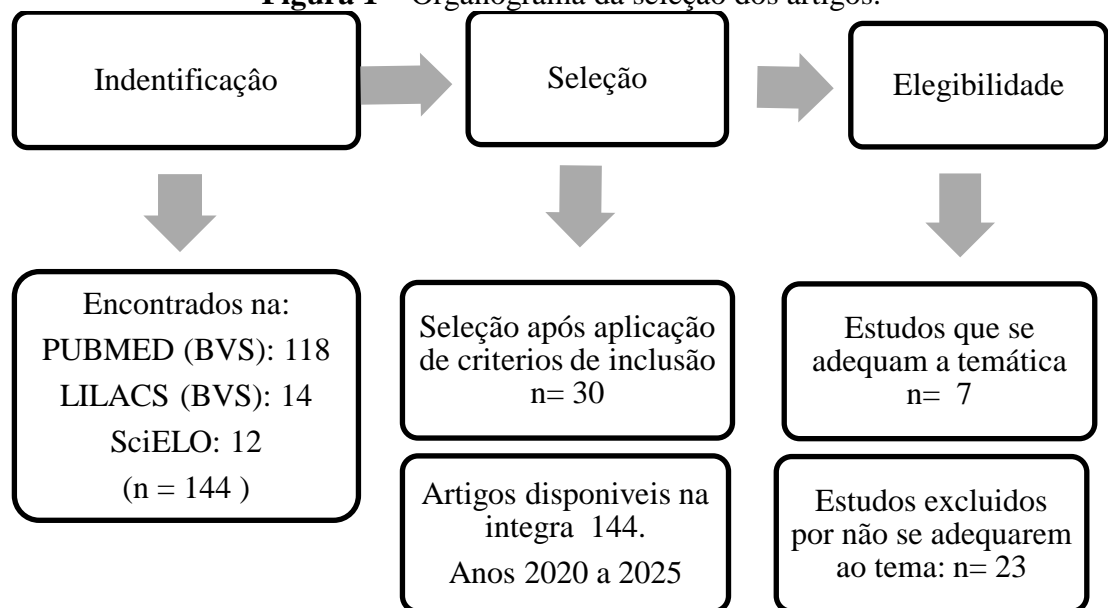 Figura 1 – Organograma da seleção dos artigos.
Indentificaçâo
Seleção
Elegibilidade
Encontrados na:
PUBMED (BVS): 118
LILACS (BVS): 14
SciELO: 12
(n = 144 )
Seleção após aplicação
de criterios de inclusão
n= 30
Artigos disponiveis na
integra 144.
Anos 2020 a 2025
Estudos que se
adequam a temática
n= 7
Estudos excluidos
por não se adequarem
ao tema: n= 23